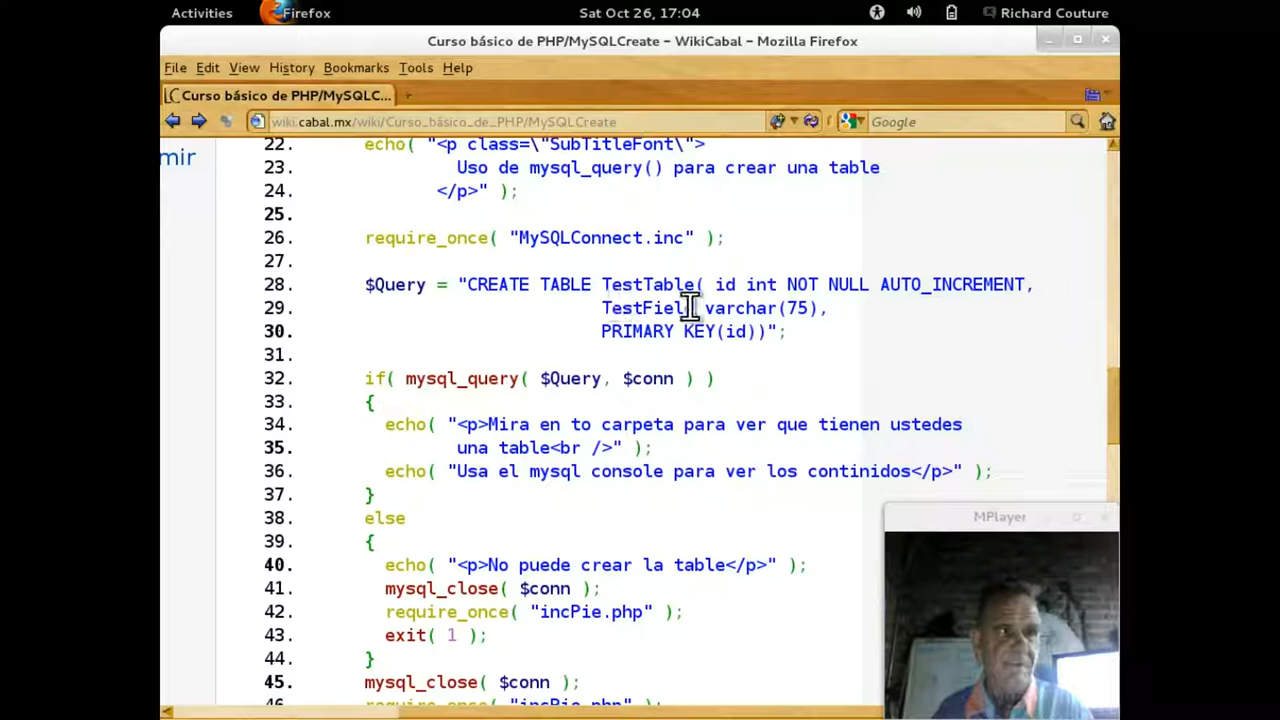 Activities Firefox Sat Oct 26, 17:04 Richard Couture
Curso básico de PHP/MySQLCreate - WikiCabal - Mozilla Firefox
File Edit View History Bookmarks Tools Help
Curso básico de PHP/MySQLC...
wiki.cabal.mx/wiki/Curso_básico_de_PHP/MySQLCreate Google
mir
22. echo( "<p class=\"SubTitleFont\">
23. Uso de mysql_query() para crear una table
24. </p>" );
25.
26. require_once( "MySQLConnect.inc" );
27.
28. $Query = "CREATE TABLE TestTable( id int NOT NULL AUTO_INCREMENT,
29. TestField varchar(75),
30. PRIMARY KEY(id))";
31.
32. if( mysql_query( $Query, $conn ) )
33. {
34. echo( "<p>Mira en to carpeta para ver que tienen ustedes
35. una table<br />" );
36. echo( "Usa el mysql console para ver los continidos</p>" );
37. }
38. else
39. {
40. echo( "<p>No puede crear la table</p>" );
41. mysql_close( $conn );
42. require_once( "incPie.php" );
43. exit( 1 );
44. }
45. mysql_close( $conn );
46. require_once( "incPie.php" );
MPlayer